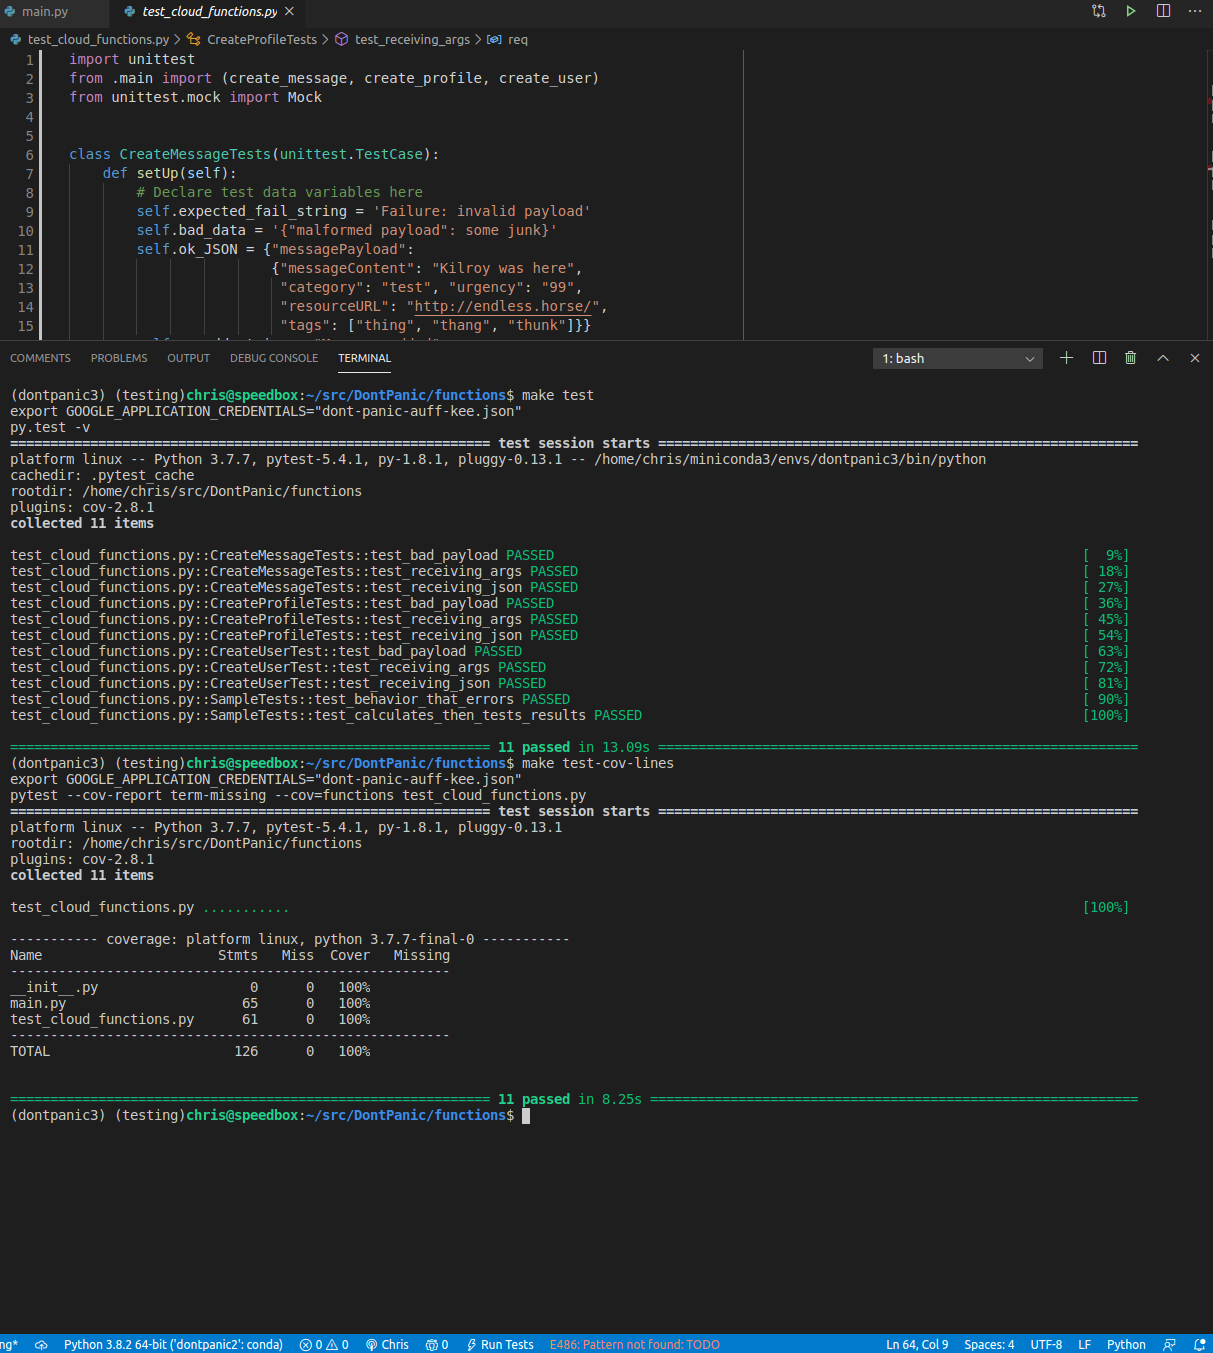 main.py test_cloud_functions.py
test_cloud_functions.py > CreateProfileTests > test_receiving_args > req
1 import unittest
2 from .main import (create_message, create_profile, create_user)
3 from unittest.mock import Mock
4
5
6 class CreateMessageTests(unittest.TestCase):
7 def setUp(self):
8 # Declare test data variables here
9 self.expected_fail_string = 'Failure: invalid payload'
10 self.bad_data = '{"malformed payload": some junk}'
11 self.ok_JSON = {"messagePayload":
12 {"messageContent": "Kilroy was here",
13 "category": "test", "urgency": "99",
14 "resourceURL": "http://endless.horse/",
15 "tags": ["thing", "thang", "thunk"]}}
COMMENTS PROBLEMS OUTPUT DEBUG CONSOLE TERMINAL 1: bash
(dontpanic3) (testing)chris@speedbox:~/src/DontPanic/functions$ make test
export GOOGLE_APPLICATION_CREDENTIALS="dont-panic-auff-kee.json"
py.test -v
============================================================ test session starts ============================================================
platform linux -- Python 3.7.7, pytest-5.4.1, py-1.8.1, pluggy-0.13.1 -- /home/chris/miniconda3/envs/dontpanic3/bin/python
cachedir: .pytest_cache
rootdir: /home/chris/src/DontPanic/functions
plugins: cov-2.8.1
collected 11 items
test_cloud_functions.py::CreateMessageTests::test_bad_payload PASSED [  9%]
test_cloud_functions.py::CreateMessageTests::test_receiving_args PASSED [ 18%]
test_cloud_functions.py::CreateMessageTests::test_receiving_json PASSED [ 27%]
test_cloud_functions.py::CreateProfileTests::test_bad_payload PASSED [ 36%]
test_cloud_functions.py::CreateProfileTests::test_receiving_args PASSED [ 45%]
test_cloud_functions.py::CreateProfileTests::test_receiving_json PASSED [ 54%]
test_cloud_functions.py::CreateUserTest::test_bad_payload PASSED [ 63%]
test_cloud_functions.py::CreateUserTest::test_receiving_args PASSED [ 72%]
test_cloud_functions.py::CreateUserTest::test_receiving_json PASSED [ 81%]
test_cloud_functions.py::SampleTests::test_behavior_that_errors PASSED [ 90%]
test_cloud_functions.py::SampleTests::test_calculates_then_tests_results PASSED [100%]
============================================================ 11 passed in 13.09s ============================================================
(dontpanic3) (testing)chris@speedbox:~/src/DontPanic/functions$ make test-cov-lines
export GOOGLE_APPLICATION_CREDENTIALS="dont-panic-auff-kee.json"
pytest --cov-report term-missing --cov=functions test_cloud_functions.py
============================================================ test session starts ============================================================
platform linux -- Python 3.7.7, pytest-5.4.1, py-1.8.1, pluggy-0.13.1
rootdir: /home/chris/src/DontPanic/functions
plugins: cov-2.8.1
collected 11 items
test_cloud_functions.py ........... [100%]
----------- coverage: platform linux, python 3.7.7-final-0 -----------
Name Stmts Miss Cover Missing
-------------------------------------------------------
__init__.py 0 0 100%
main.py 65 0 100%
test_cloud_functions.py 61 0 100%
-------------------------------------------------------
TOTAL 126 0 100%
============================================================ 11 passed in 8.25s =============================================================
(dontpanic3) (testing)chris@speedbox:~/src/DontPanic/functions$
ng* Python 3.8.2 64-bit ('dontpanic2': conda) 0 0 Chris 0 Run Tests E486: Pattern not found: TODO Ln 64, Col 9 Spaces: 4 UTF-8 LF Python